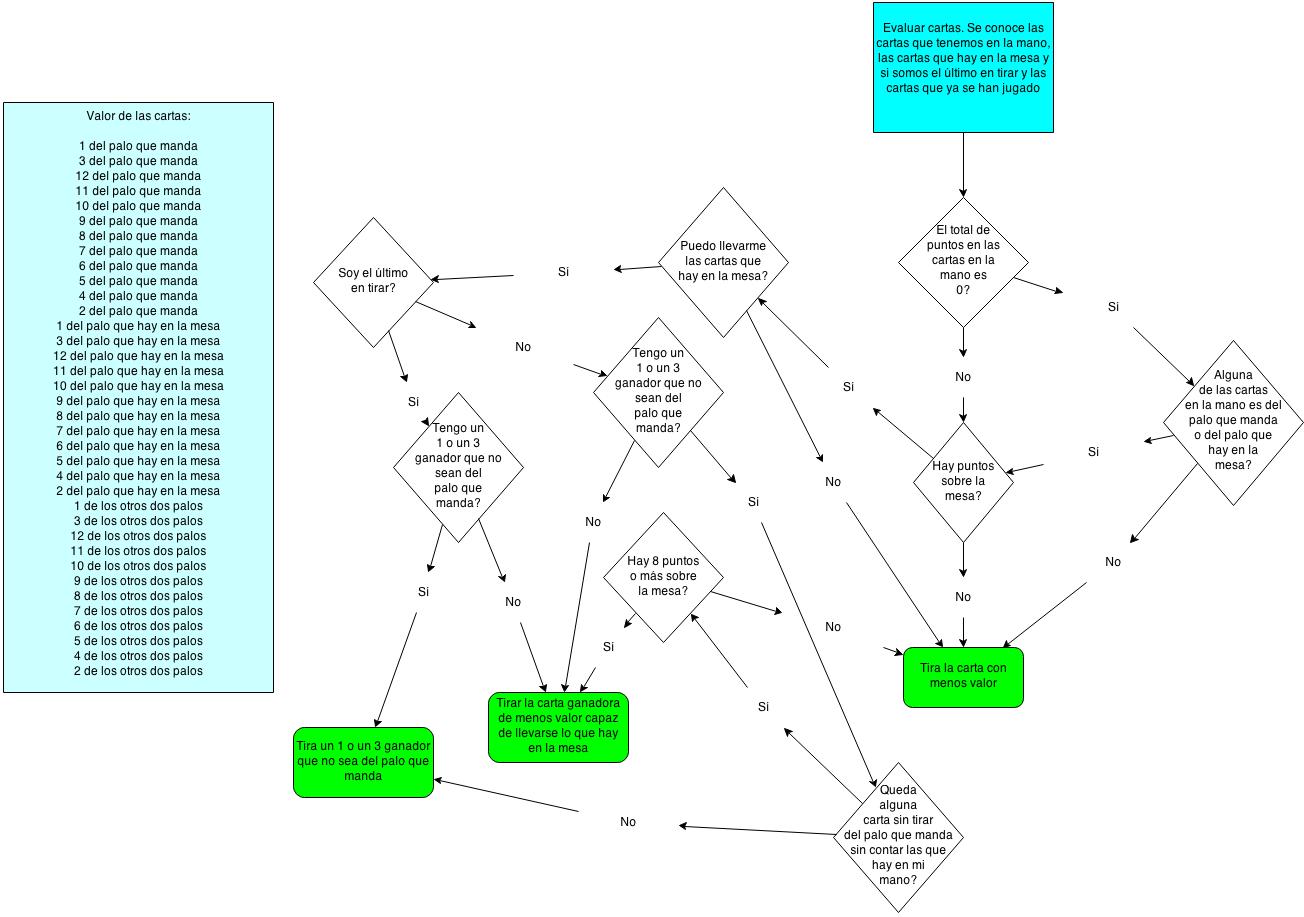 Evaluar cartas. Se conoce las
cartas que tenemos en la mano,
las cartas que hay en la mesa y
si somos el último en tirar y las
cartas que ya se han jugado
Valor de las cartas:
1 del palo que manda
3 del palo que manda
12 del palo que manda
11 del palo que manda
10 del palo que manda
9 del palo que manda
8 del palo que manda
7 del palo que manda
6 del palo que manda
5 del palo que manda
4 del palo que manda
2 del palo que manda
1 del palo que hay en la mesa
3 del palo que hay en la mesa
12 del palo que hay en la mesa
11 del palo que hay en la mesa
10 del palo que hay en la mesa
9 del palo que hay en la mesa
8 del palo que hay en la mesa
7 del palo que hay en la mesa
6 del palo que hay en la mesa
5 del palo que hay en la mesa
4 del palo que hay en la mesa
2 del palo que hay en la mesa
1 de los otros dos palos
3 de los otros dos palos
12 de los otros dos palos
11 de los otros dos palos
10 de los otros dos palos
9 de los otros dos palos
8 de los otros dos palos
7 de los otros dos palos
6 de los otros dos palos
5 de los otros dos palos
4 de los otros dos palos
2 de los otros dos palos
El total de
puntos en las
cartas en la
mano es
0?
Si
No
Alguna
de las cartas
en la mano es del
palo que manda
o del palo que
hay en la
mesa?
Si
No
Hay puntos
sobre la
mesa?
Si
No
Puedo llevarme
las cartas que
hay en la mesa?
Si
No
Soy el último
en tirar?
No
Si
Tengo un
1 o un 3
ganador que no
sean del
palo que
manda?
No
Si
Tengo un
1 o un 3
ganador que no
sean del
palo que
manda?
Si
No
Hay 8 puntos
o más sobre
la mesa?
Si
No
Si
Tira la carta con
menos valor
Tirar la carta ganadora
de menos valor capaz
de llevarse lo que hay
en la mesa
Tira un 1 o un 3 ganador
que no sea del palo que
manda
No
Queda
alguna
carta sin tirar
del palo que manda
sin contar las que
hay en mi
mano?